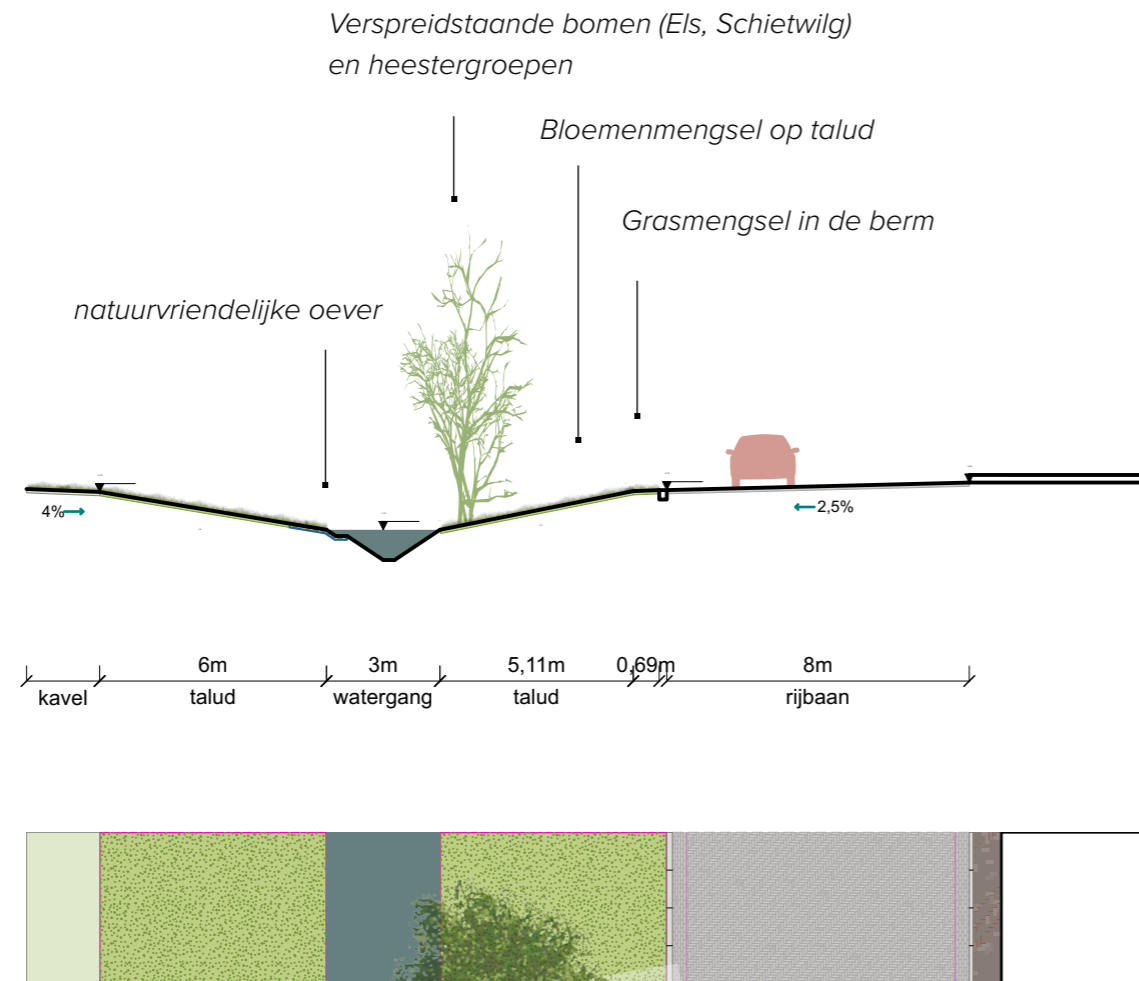 Verspreidstaande bomen (Els, Schietwilg)
en heestergroepen
Bloemenmengsel op talud
Grasmengsel in de berm
natuurvriendelijke oever
4%
2,5%
6m
3m
5,11m
0,69m
8m
kavel
talud
watergang
talud
rijbaan